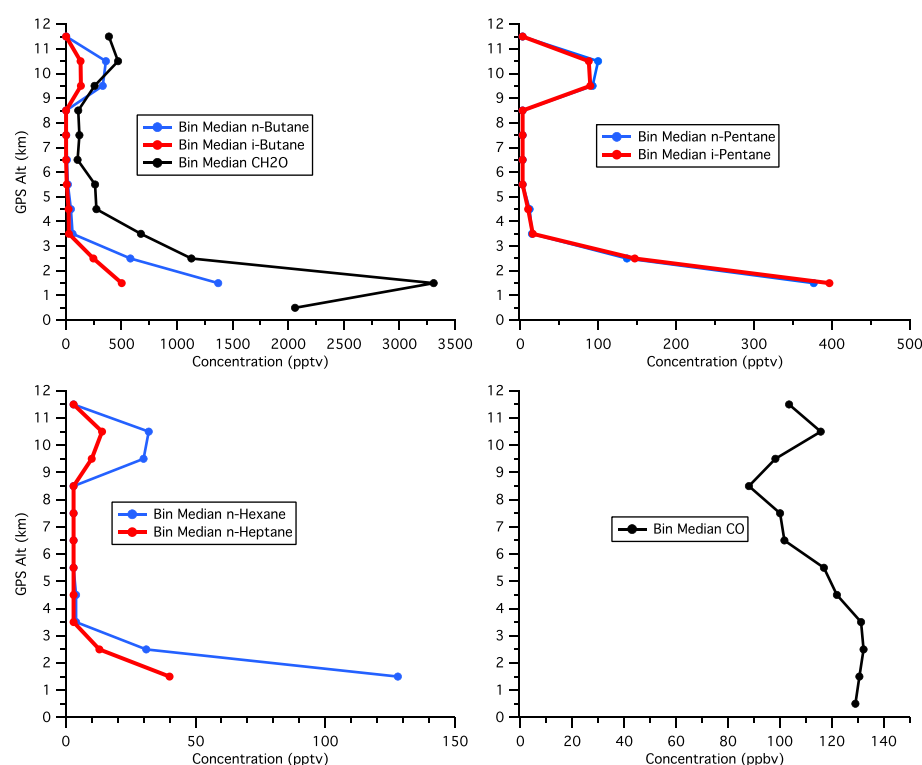 12
11
10
9
8
7
6
5
4
3
2
1
0
GPS Alt (km)
Bin Median n-Butane
Bin Median i-Butane
Bin Median CH2O
0 500 1000 1500 2000 2500 3000 3500
Concentration (pptv)
12
11
10
9
8
7
6
5
4
3
2
1
0
Bin Median n-Pentane
Bin Median i-Pentane
0 100 200 300 400 500
Concentration (pptv)
12
11
10
9
8
7
6
5
4
3
2
1
0
GPS Alt (km)
Bin Median n-Hexane
Bin Median n-Heptane
0 50 100 150
Concentration (pptv)
12
11
10
9
8
7
6
5
4
3
2
1
0
Bin Median CO
0 20 40 60 80 100 120 140
Concentration (ppbv)